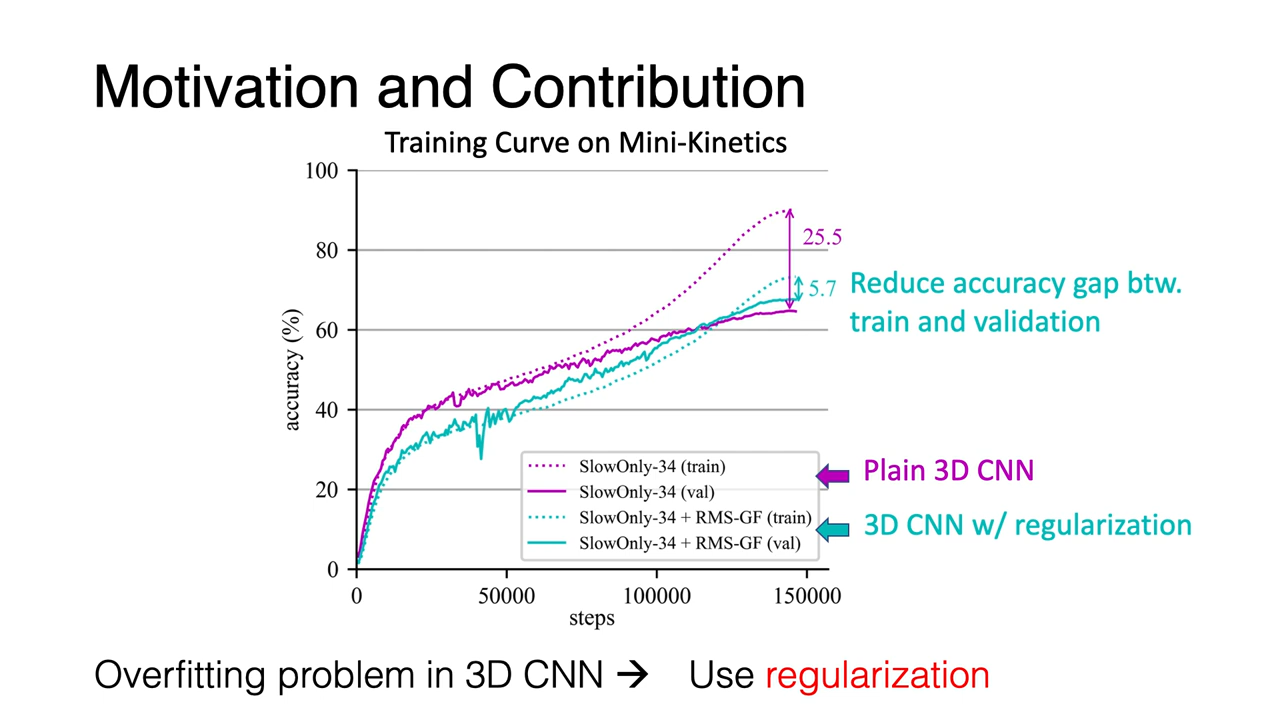 Motivation and Contribution
Training Curve on Mini-Kinetics
100
80
60
40
20
0
accuracy (%)
25.5
5.7
Reduce accuracy gap btw.
train and validation
SlowOnly-34 (train)
SlowOnly-34 (val)
SlowOnly-34 + RMS-GF (train)
SlowOnly-34 + RMS-GF (val)
Plain 3D CNN
3D CNN w/ regularization
0
50000
100000
150000
steps
Overfitting problem in 3D CNN → Use regularization